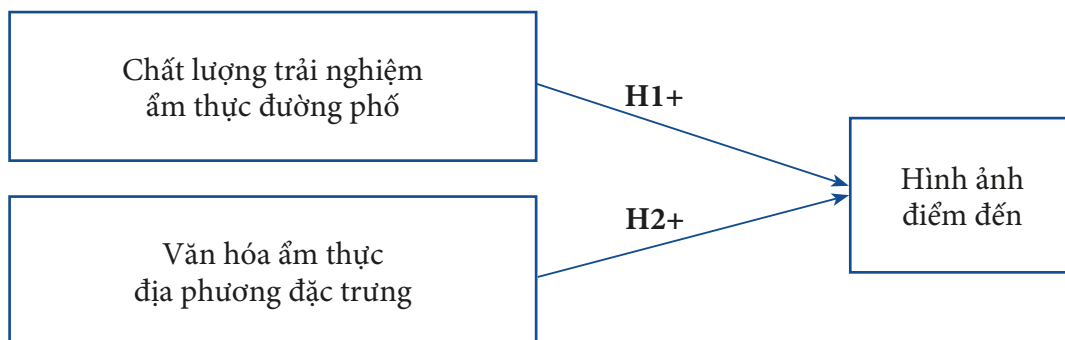 Chất lượng trải nghiệm
ẩm thực đường phố
H1+
Hình ảnh
điểm đến
H2+
Văn hóa ẩm thực
địa phương đặc trưng